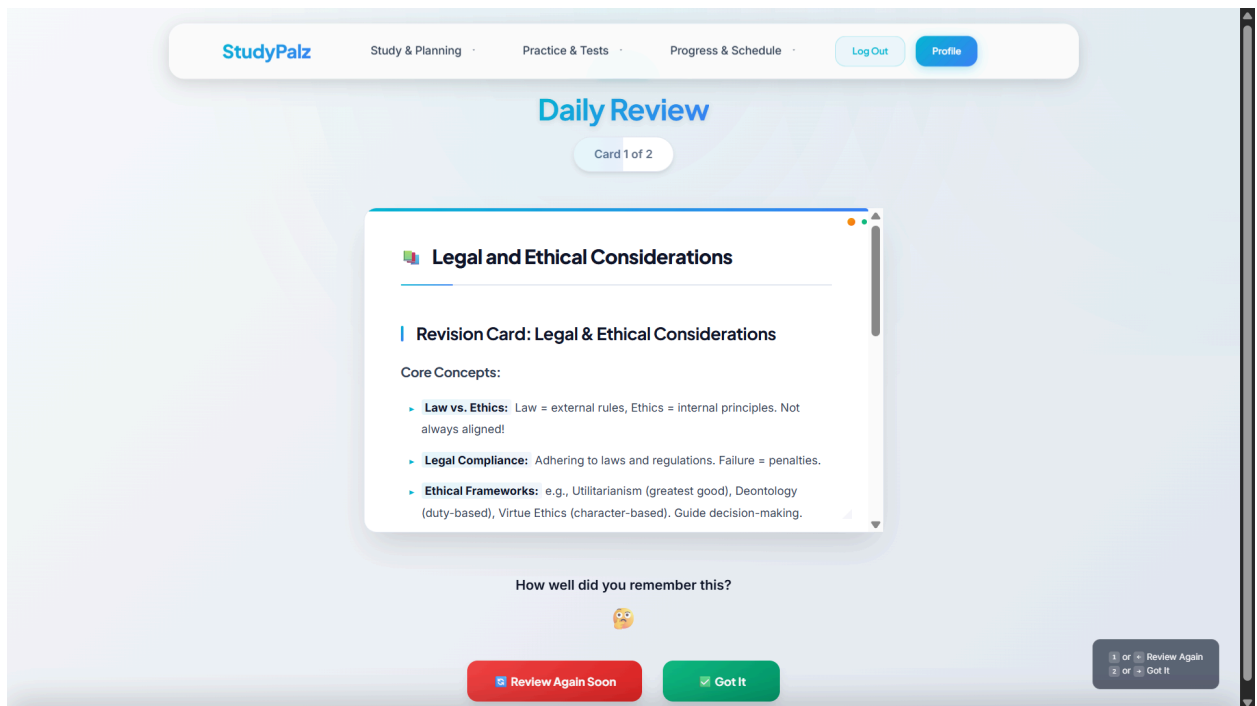 StudyPalz
Study & Planning
Practice & Tests
Progress & Schedule
Log Out
Profile
Daily Review
Card 1 of 2
Legal and Ethical Considerations
Revision Card: Legal & Ethical Considerations
Core Concepts:
Law vs. Ethics: Law = external rules, Ethics = internal principles. Not
always aligned!
Legal Compliance: Adhering to laws and regulations. Failure = penalties.
Ethical Frameworks: e.g., Utilitarianism (greatest good), Deontology
(duty-based), Virtue Ethics (character-based). Guide decision-making.
How well did you remember this?
Review Again Soon
Got It
1 or ← Review Again
2 or → Got It